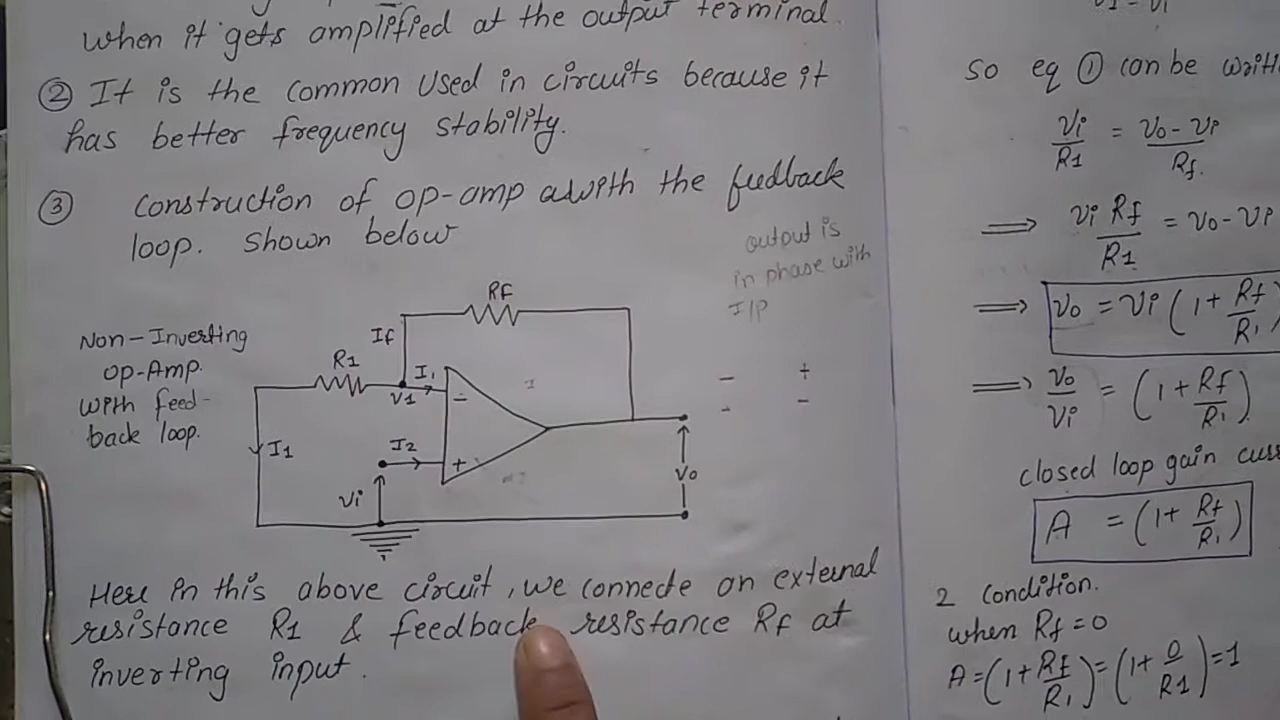 when it gets amplified at the output terminal.
② It is the common used in circuits because it
has better frequency stability.
③ construction of op-amp with the feedback
loop. shown below
output is
in phase with
I/P
Non-Inverting
op-Amp.
with feed-
back loop.
RF
If
R1
I1
V1
I1
I2
Vi
Vo
- +
- -
Here in this above circuit, we connecte an external
resistance R1 & feedback resistance RF at
inverting input.
so eq ① can be
Vi/R1 = Vo-Vi/Rf.
⟹ Vi Rf/R1 = Vo-Vi
⟹ Vo = Vi (1+ Rf/R1)
⟹ Vo/Vi = (1+ Rf/R1)
closed loop gain
A = (1+ Rf/R1)
2 condition.
when Rf=0
A=(1+Rf/R1)=(1+ 0/R1)=1